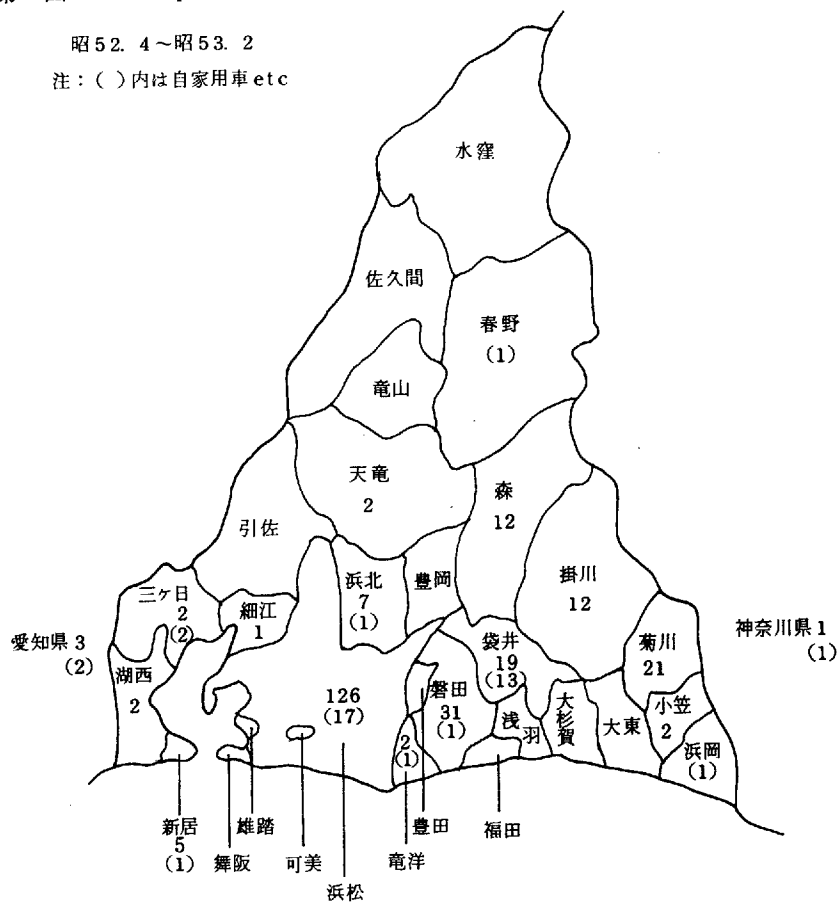 昭52. 4～昭53. 2
注：( )内は自家用車etc
水窪
佐久間
春野
(1)
竜山
天竜
2
森
12
引佐
浜北
7
(1)
豊岡
掛川
12
三ヶ日
2
(2)
細江
1
愛知県 3
(2)
湖西
2
袋井
19
(13)
菊川
21
神奈川県 1
(1)
126
(17)
磐田
31
(1)
浅羽
大杉賀
大東
小笠
2
浜岡
(1)
2
(1)
新居
5
(1)
舞阪
雄踏
可美
浜松
竜洋
豊田
福田